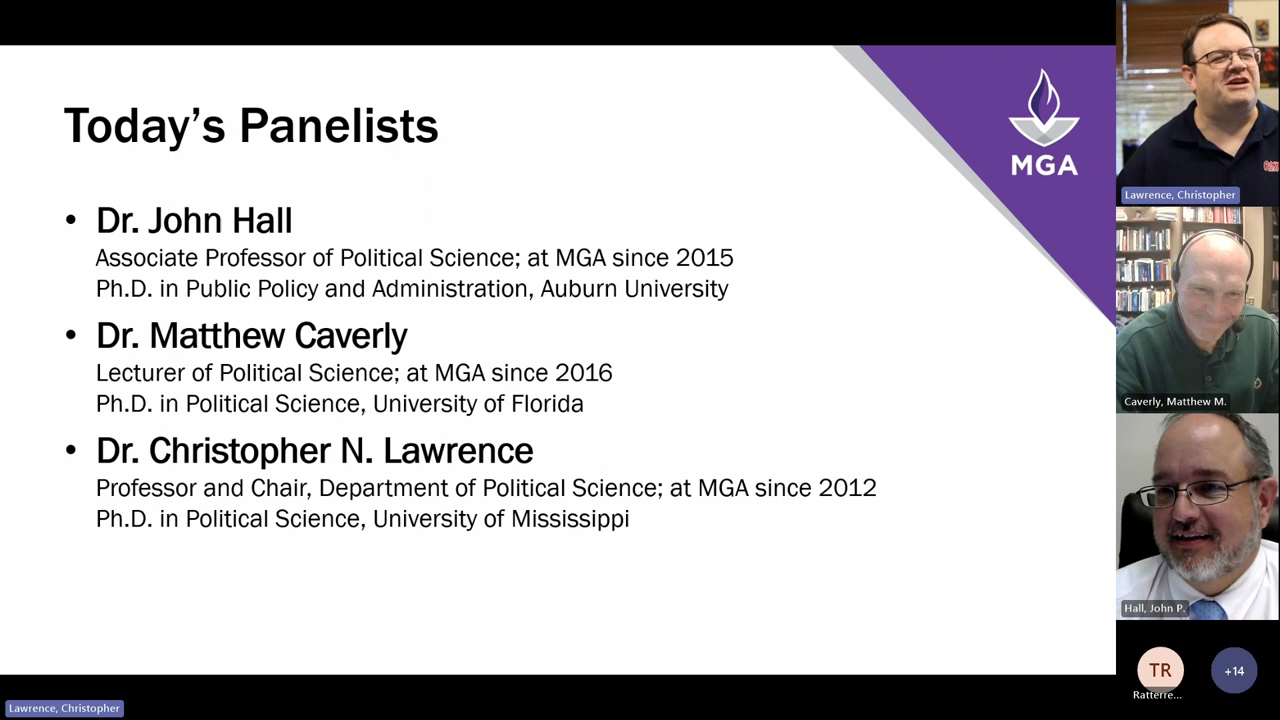 Today's Panelists
MGA
• Dr. John Hall
Associate Professor of Political Science; at MGA since 2015
Ph.D. in Public Policy and Administration, Auburn University
• Dr. Matthew Caverly
Lecturer of Political Science; at MGA since 2016
Ph.D. in Political Science, University of Florida
• Dr. Christopher N. Lawrence
Professor and Chair, Department of Political Science; at MGA since 2012
Ph.D. in Political Science, University of Mississippi
Lawrence, Christopher
Caverly, Matthew M.
Hall, John P.
TR
Ratterre...
+14
Lawrence, Christopher